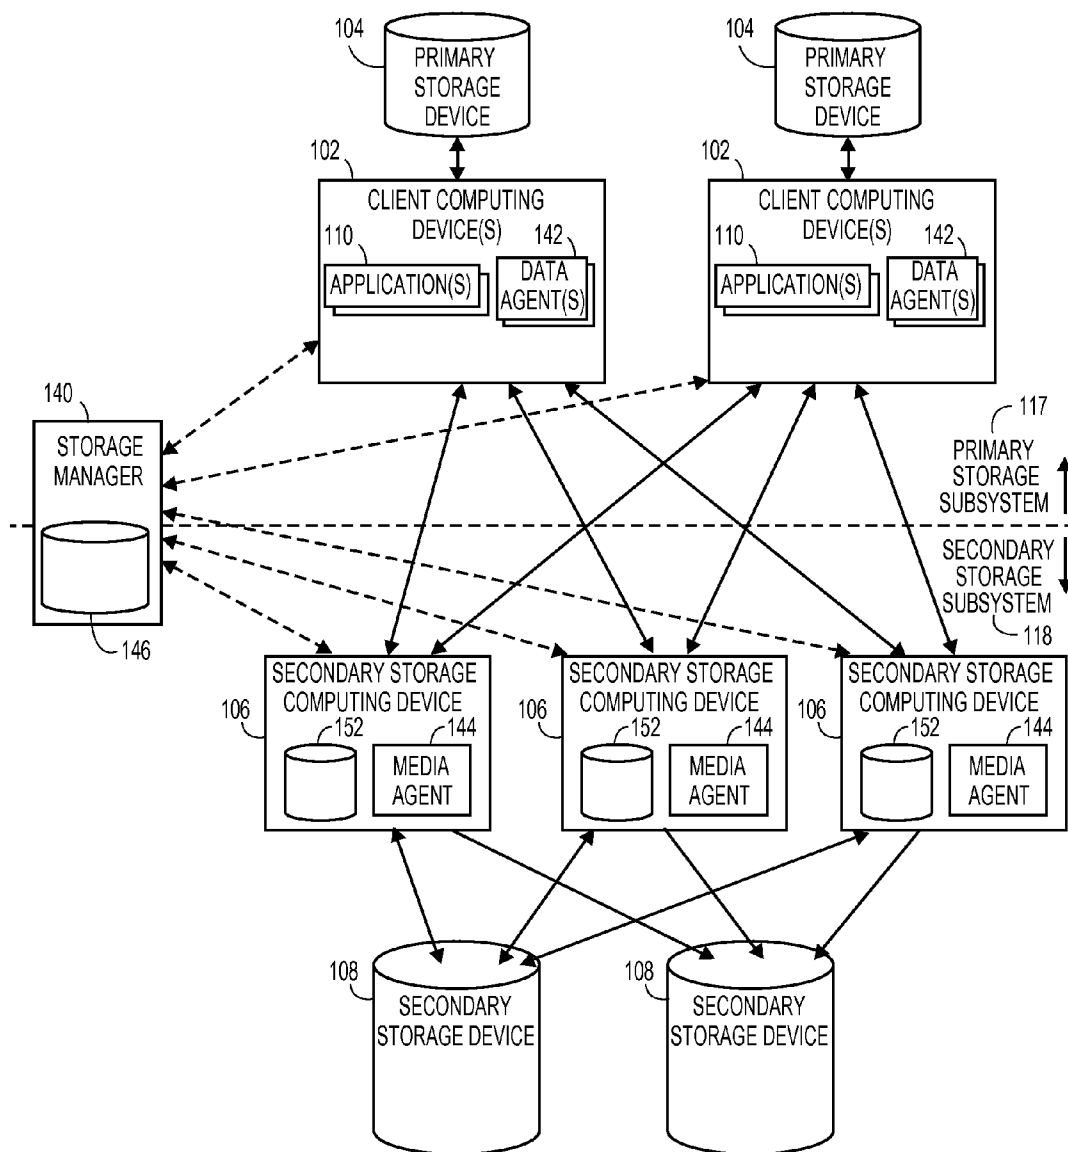 104
PRIMARY
STORAGE
DEVICE
104
PRIMARY
STORAGE
DEVICE
102
CLIENT COMPUTING
DEVICE(S)
110
142
APPLICATION(S)
DATA
AGENT(S)
102
CLIENT COMPUTING
DEVICE(S)
110
142
APPLICATION(S)
DATA
AGENT(S)
140
STORAGE
MANAGER
146
117
PRIMARY
STORAGE
SUBSYSTEM
SECONDARY
STORAGE
SUBSYSTEM
118
SECONDARY STORAGE
COMPUTING DEVICE
106
152
144
MEDIA
AGENT
SECONDARY STORAGE
COMPUTING DEVICE
106
152
144
MEDIA
AGENT
SECONDARY STORAGE
COMPUTING DEVICE
106
152
144
MEDIA
AGENT
108
SECONDARY
STORAGE DEVICE
108
SECONDARY
STORAGE DEVICE